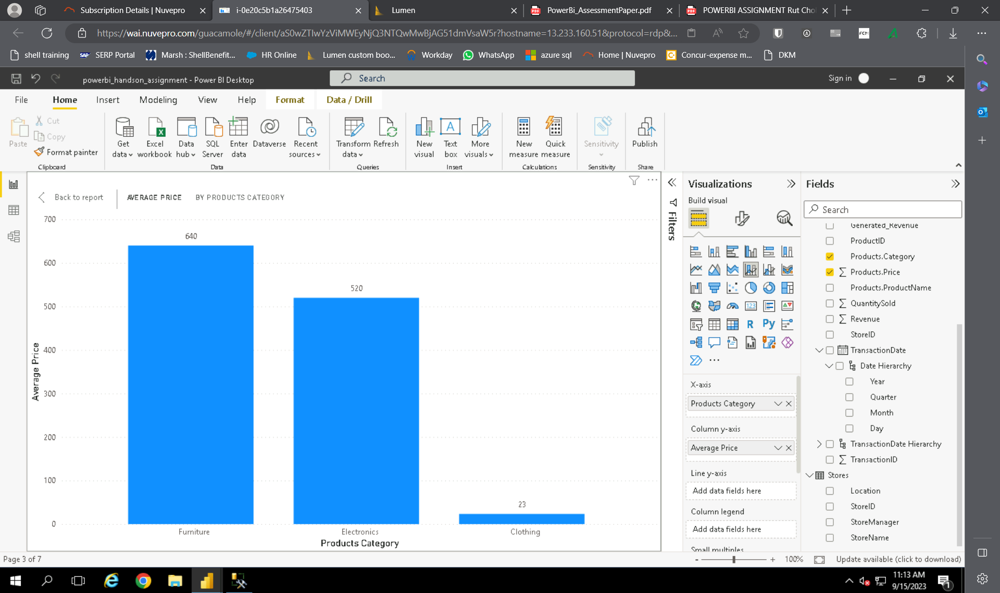 Subscription Details | Nuvepro
i-0e20c5b1a26475403
Lumen
PowerBi_AssessmentPaper.pdf
POWERBI ASSIGNMENT Rut Cho
https://wai.nuvepro.com/guacamole/#/client/aS0wZTIwYzViMWEyNjQ3NTQwMwBjAG51dmVsaW5r?hostname=13.233.160.51&protocol=rdp&...
shell training
SERP Portal
Marsh : ShellBenefit...
HR Online
Lumen custom boo...
Workday
WhatsApp
azure sql
Home | Nuvepro
Concur-expense m...
DKM
powerbi_handson_assignment - Power BI Desktop
Search
Sign in
File Home Insert Modeling View Help Format Data / Drill
Paste
Cut
Copy
Format painter
Clipboard
Get data
Excel workbook
Data hub
SQL Server
Enter data
Dataverse
Recent sources
Data
Transform data
Refresh
Queries
New visual
Text box
More visuals
Insert
New measure
Quick measure
Calculations
Sensitivity
Sensitivity
Publish
Share
Back to report
AVERAGE PRICE
BY PRODUCTS CATEGORY
700
600
500
400
300
200
100
0
Average Price
640
520
23
Furniture
Electronics
Clothing
Products Category
Filters
Visualizations
Build visual
123
R
Py
X-axis
Products Category
Column y-axis
Average Price
Line y-axis
Add data fields here
Column legend
Add data fields here
Small multiples
Fields
Search
Generated_Revenue
ProductID
Products.Category
Products.Price
Products.ProductName
QuantitySold
Revenue
StoreID
TransactionDate
Date Hierarchy
Year
Quarter
Month
Day
TransactionDate Hierarchy
TransactionID
Stores
Location
StoreID
StoreManager
StoreName
Page 3 of 7
- + 100%
Update available (click to download)
11:13 AM
9/15/2023
1